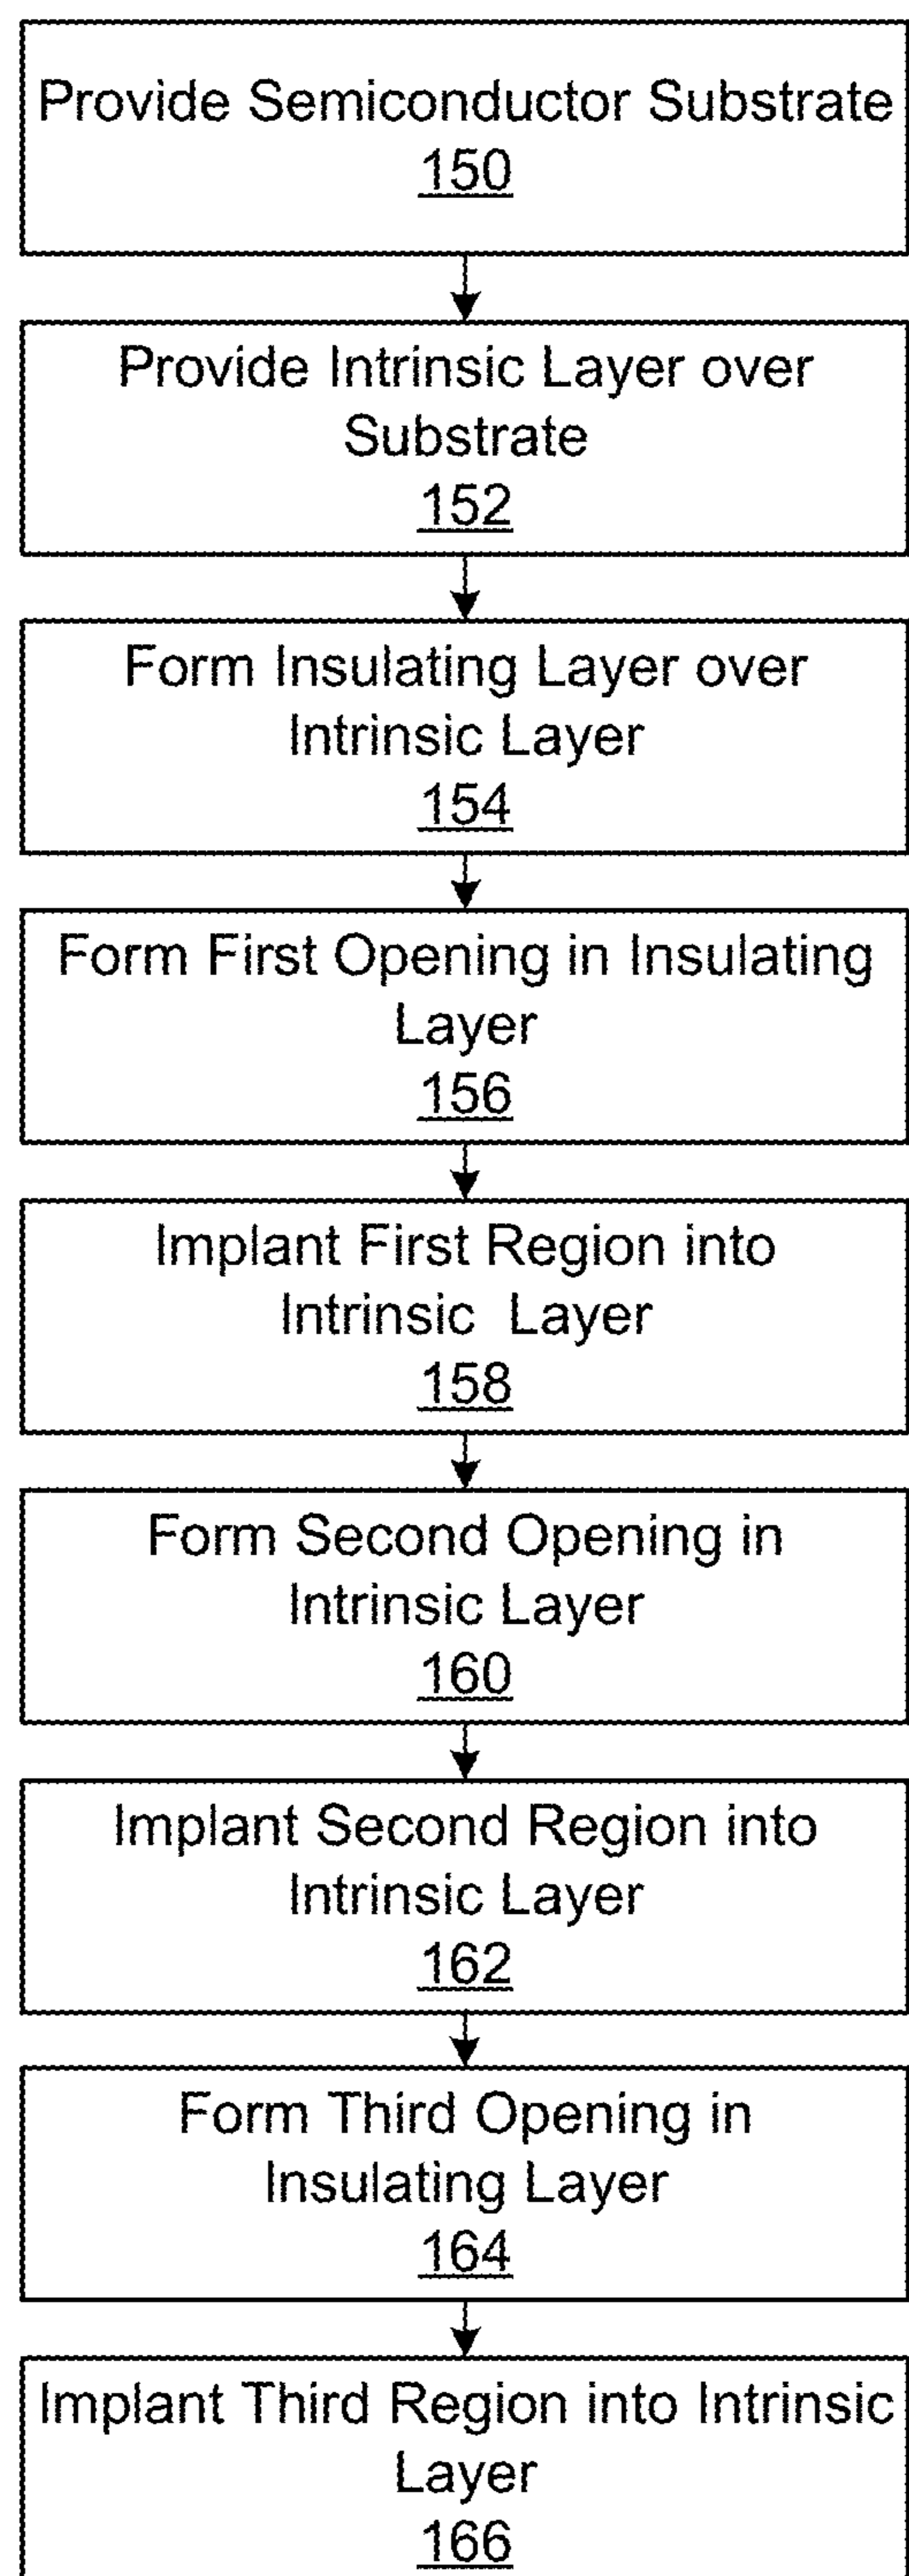 Provide Semiconductor Substrate
150
Provide Intrinsic Layer over
Substrate
152
Form Insulating Layer over
Intrinsic Layer
154
Form First Opening in Insulating
Layer
156
Implant First Region into
Intrinsic Layer
158
Form Second Opening in
Intrinsic Layer
160
Implant Second Region into
Intrinsic Layer
162
Form Third Opening in
Insulating Layer
164
Implant Third Region into Intrinsic
Layer
166